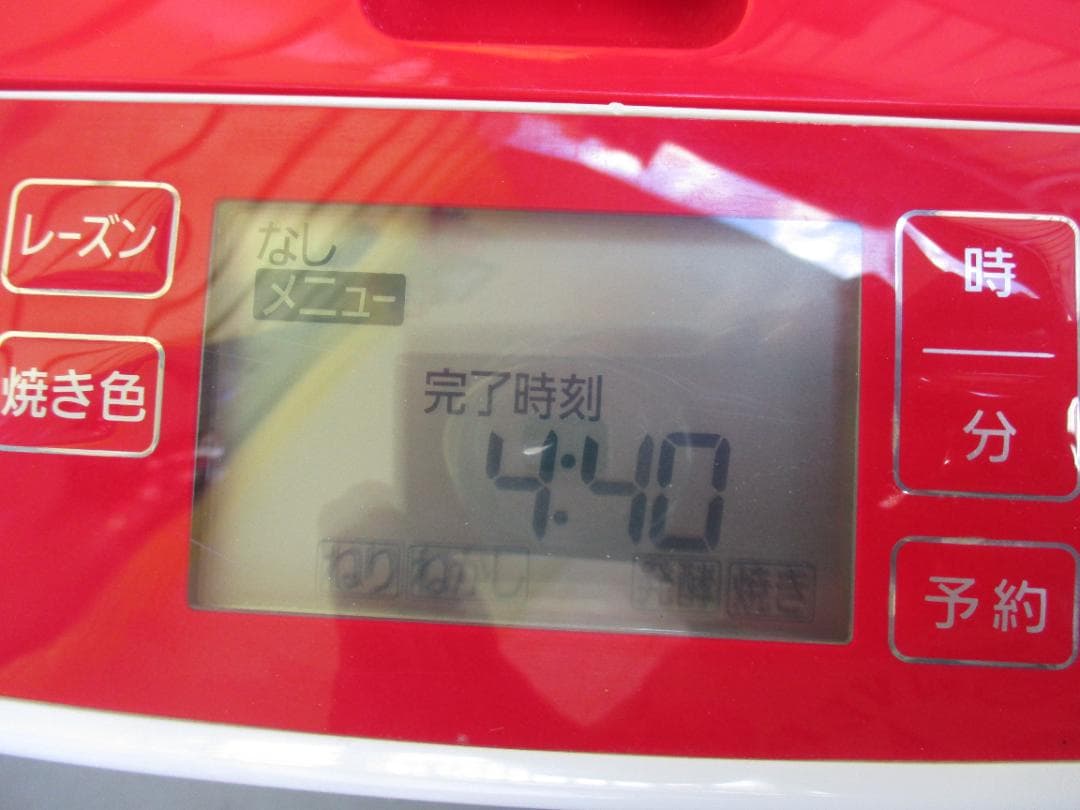 レーズン
焼き色
なし
メニュー
完了時刻
4:40
ねり ねかし 発酵 焼き
時
分
予約